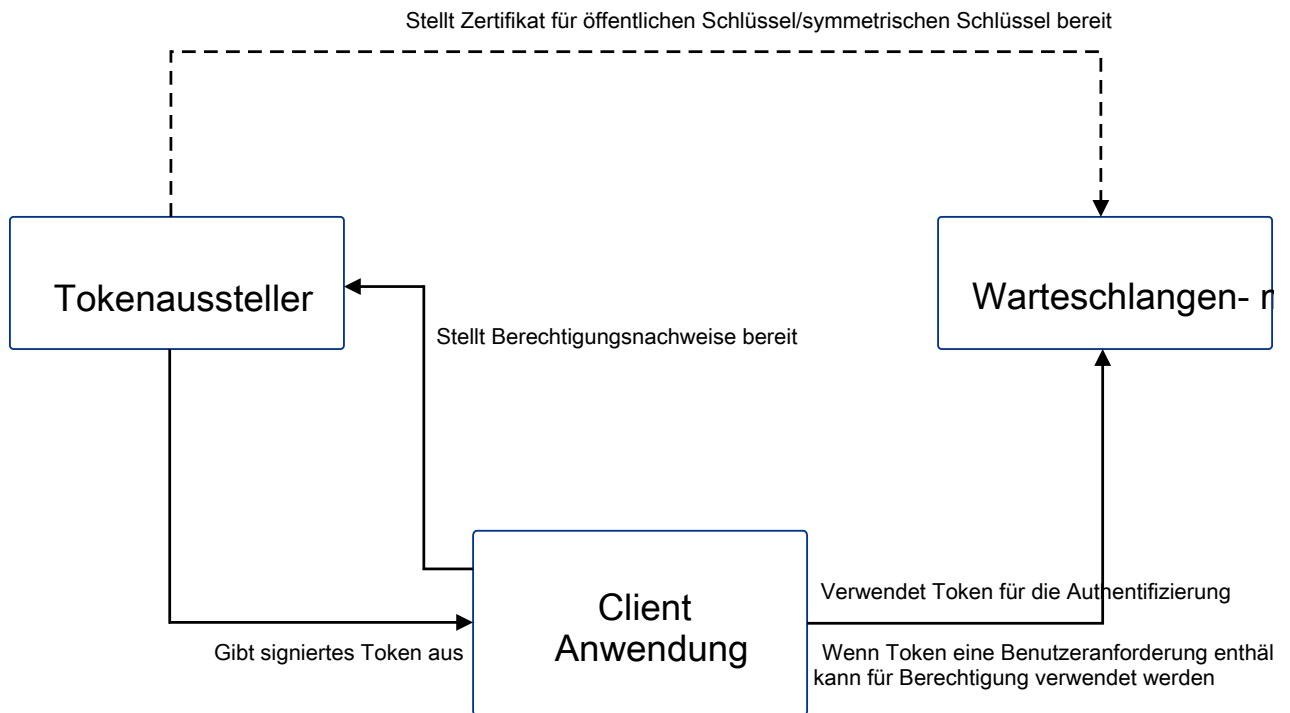 Stellt Zertifikat für öffentlichen Schlüssel/symmetrischen Schlüssel bereit
Tokenaussteller
Warteschlangen- r
Stellt Berechtigungsnachweise bereit
Client
Anwendung
Verwendet Token für die Authentifizierung
Gibt signiertes Token aus
Wenn Token eine Benutzeranforderung enthäl
kann für Berechtigung verwendet werden